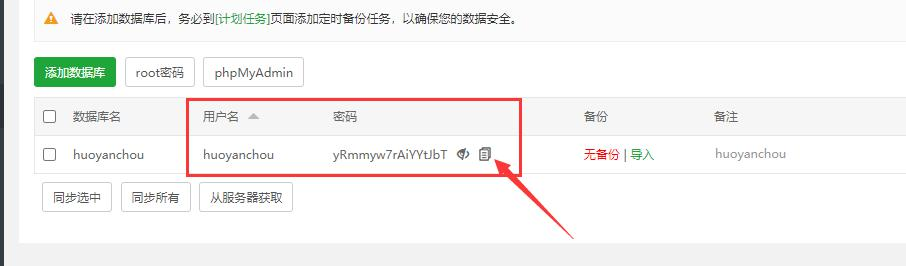 请在添加数据库后，务必到[计划任务]页面添加定时备份任务，以确保您的数据安全。
添加数据库 root密码 phpMyAdmin
数据库名 用户名 密码 备份 备注
huoyanchou huoyanchou yRmmyw7rAiYYtJbT 无备份 | 导入 huoyanchou
同步选中 同步所有 从服务器获取